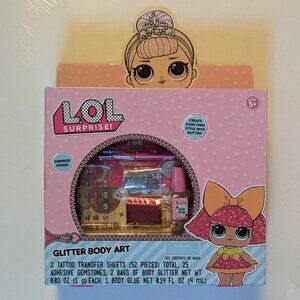 L.O.L.
SURPRISE!
CREATE
YOUR OWN
STYLE WITH
GLITTER!
5+
SURPRISE
INSIDE!
GLITTER BODY ART
2 TATTOO TRANSFER SHEETS (52 PIECES) TOTAL, 25
ADHESIVE GEMSTONES, 2 BAGS OF BODY GLITTER NET WT
0.03 OZ (1 g) EACH, 1 BODY GLUE NET 0.14 FL OZ (4 mL)